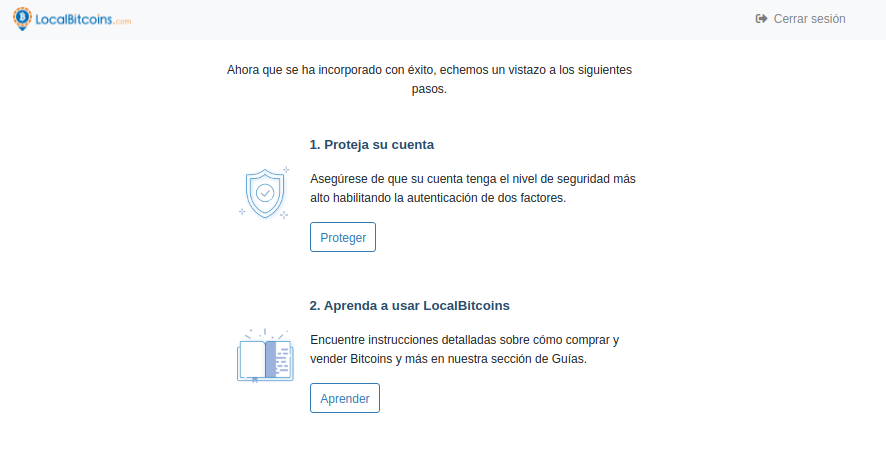 LocalBitcoins.com
Cerrar sesión
Ahora que se ha incorporado con éxito, echemos un vistazo a los siguientes
pasos.
1. Proteja su cuenta
Asegúrese de que su cuenta tenga el nivel de seguridad más
alto habilitando la autenticación de dos factores.
Proteger
2. Aprenda a usar LocalBitcoins
Encuentre instrucciones detalladas sobre cómo comprar y
vender Bitcoins y más en nuestra sección de Guías.
Aprender